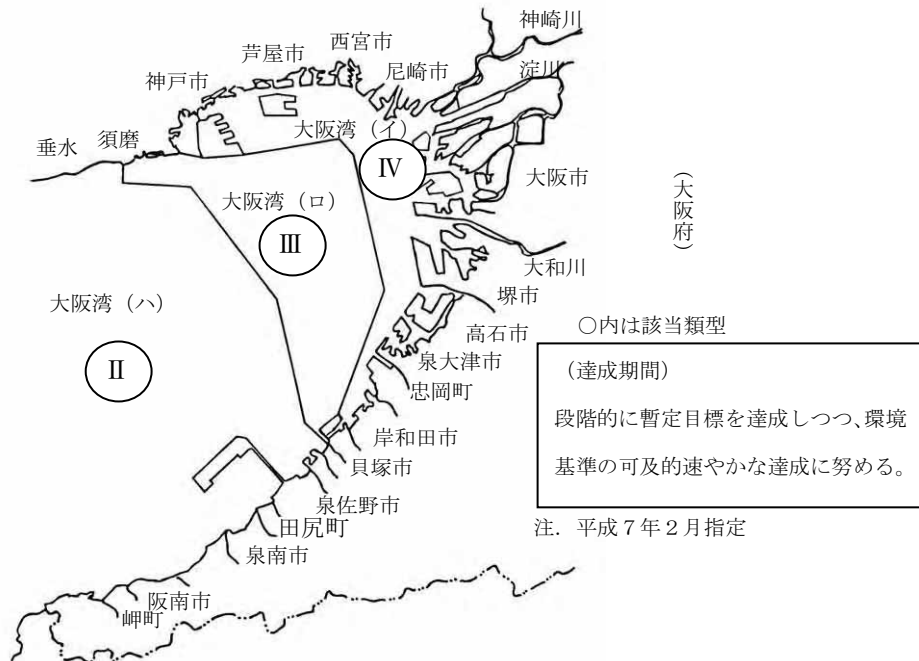 神崎川
西宮市
芦屋市
淀川
尼崎市
神戸市
大阪湾(イ)
須磨
垂水
Ⅳ
大阪市
(大阪府)
大阪湾(ロ)
Ⅲ
大和川
大阪湾(ハ)
堺市
○内は該当類型
高石市
Ⅱ
泉大津市
(達成期間)
忠岡町
段階的に暫定目標を達成しつつ、環境
基準の可及的速やかな達成に努める。
岸和田市
貝塚市
泉佐野市
田尻町
注. 平成7年2月指定
泉南市
阪南市
岬町